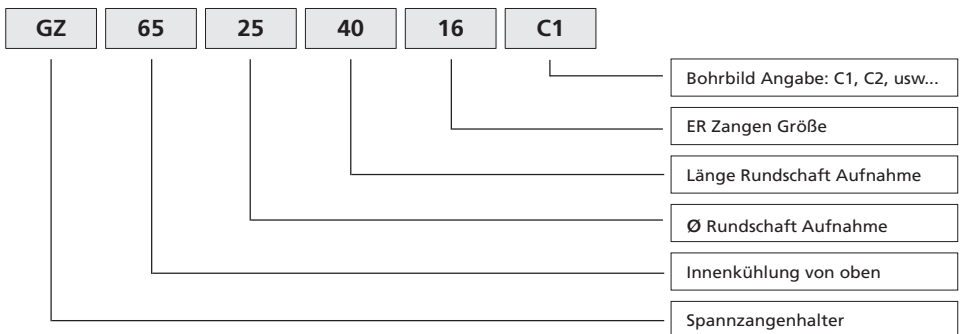 GZ 65 25 40 16 C1
Bohrbild Angabe: C1, C2, usw...
ER Zangen Größe
Länge Rundschaft Aufnahme
Ø Rundschaft Aufnahme
Innenkühlung von oben
Spannzangenhalter